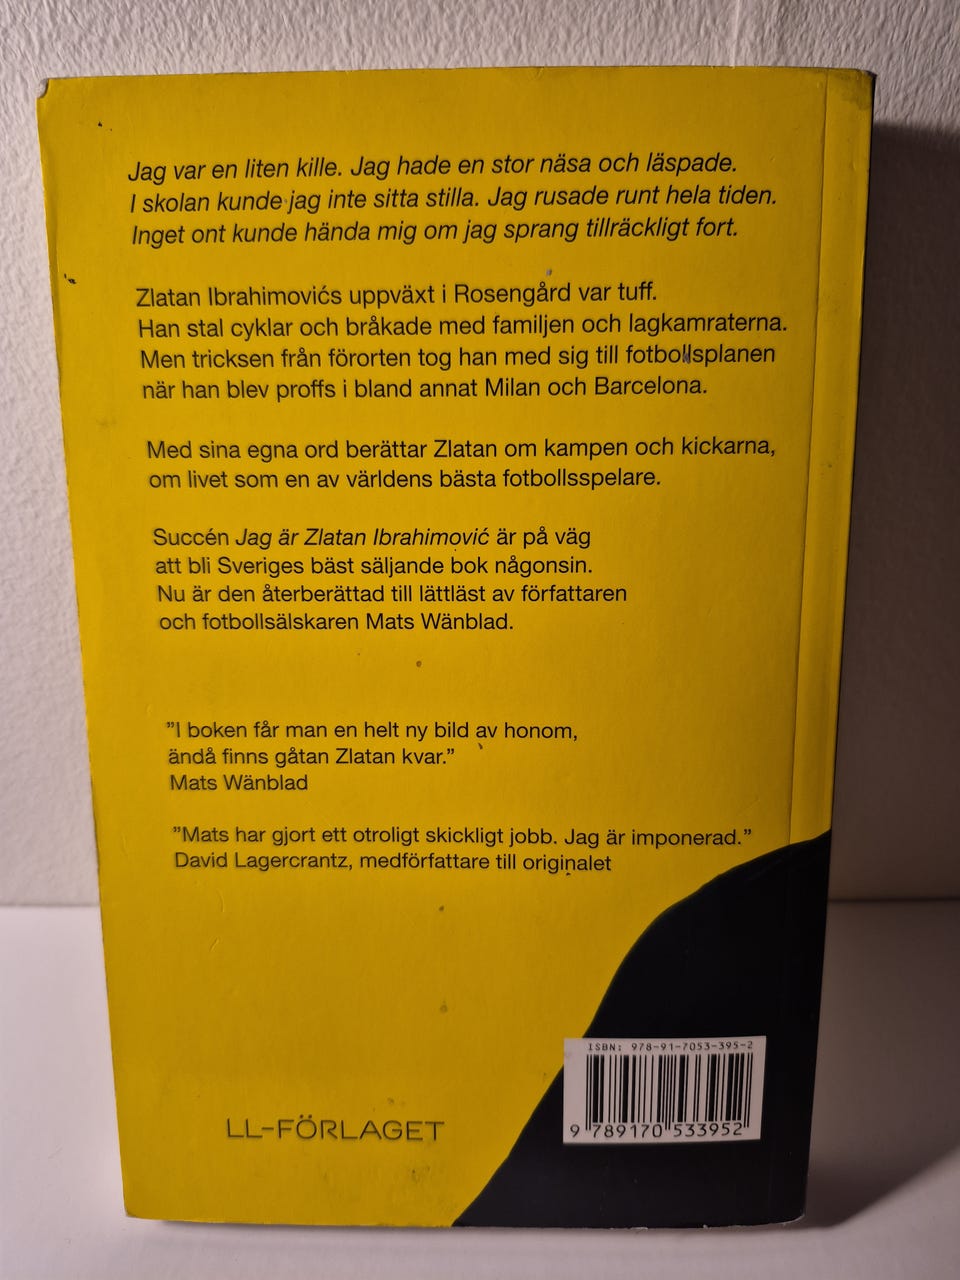 Jag var en liten kille. Jag hade en stor näsa och läspade.
I skolan kunde jag inte sitta stilla. Jag rusade runt hela tiden.
Inget ont kunde hända mig om jag sprang tillräckligt fort.
Zlatan Ibrahimovićs uppväxt i Rosengård var tuff.
Han stal cyklar och bråkade med familjen och lagkamraterna.
Men tricksen från förorten tog han med sig till fotbollsplanen
när han blev proffs i bland annat Milan och Barcelona.
Med sina egna ord berättar Zlatan om kampen och kickarna,
om livet som en av världens bästa fotbollsspelare.
Succén Jag är Zlatan Ibrahimović är på väg
att bli Sveriges bäst säljande bok någonsin.
Nu är den återberättad till lättläst av författaren
och fotbollsälskaren Mats Wänblad.
”I boken får man en helt ny bild av honom,
ändå finns gåtan Zlatan kvar.”
Mats Wänblad
”Mats har gjort ett otroligt skickligt jobb. Jag är imponerad.”
David Lagercrantz, medförfattare till originalet
ISBN: 978-91-7053-395-2
9 789170 533952
LL-FÖRLAGET